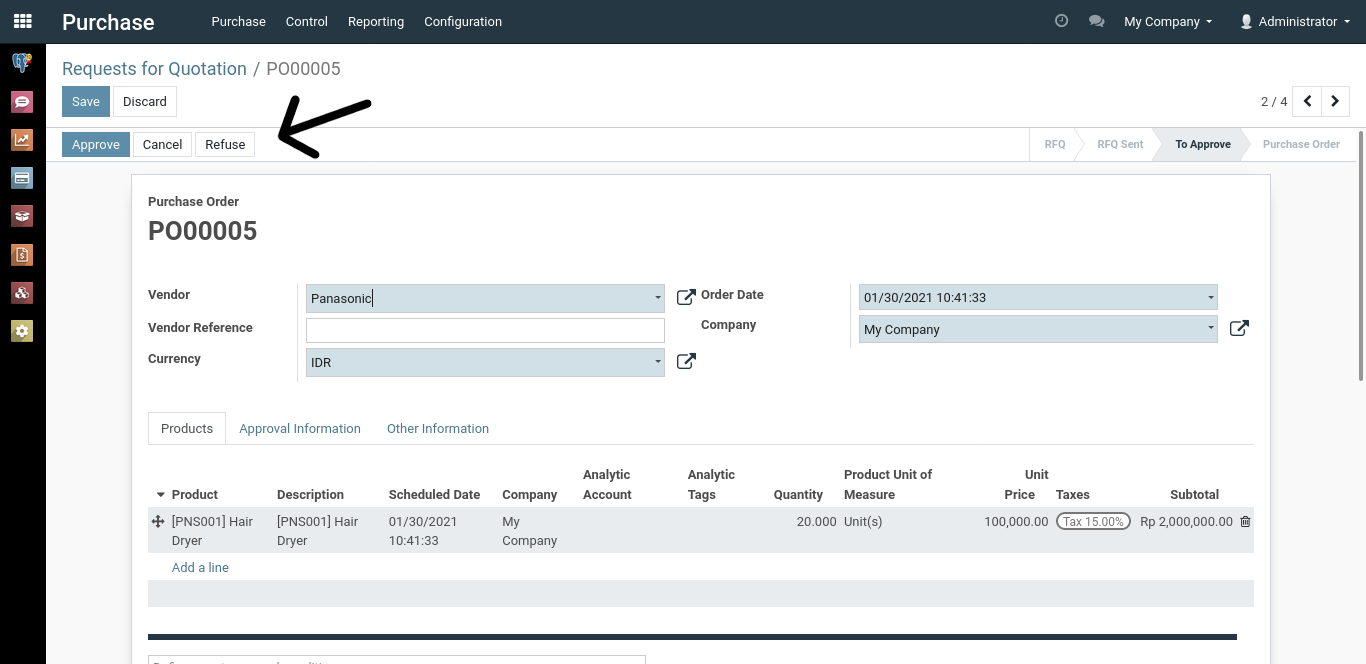 Purchase Purchase Control Reporting Configuration My Company Administrator
Requests for Quotation / PO00005
Save Discard 2 / 4
Approve Cancel Refuse RFQ RFQ Sent To Approve Purchase Order
Purchase Order
PO00005
Vendor Panasonic Order Date 01/30/2021 10:41:33
Vendor Reference Company My Company
Currency IDR
Products Approval Information Other Information
Product Description Scheduled Date Company Analytic Account Analytic Tags Quantity Product Unit of Measure Unit Price Taxes Subtotal
[PNS001] Hair Dryer [PNS001] Hair Dryer 01/30/2021 10:41:33 My Company 20.000 Unit(s) 100,000.00 Tax 15.00% Rp 2,000,000.00
Add a line